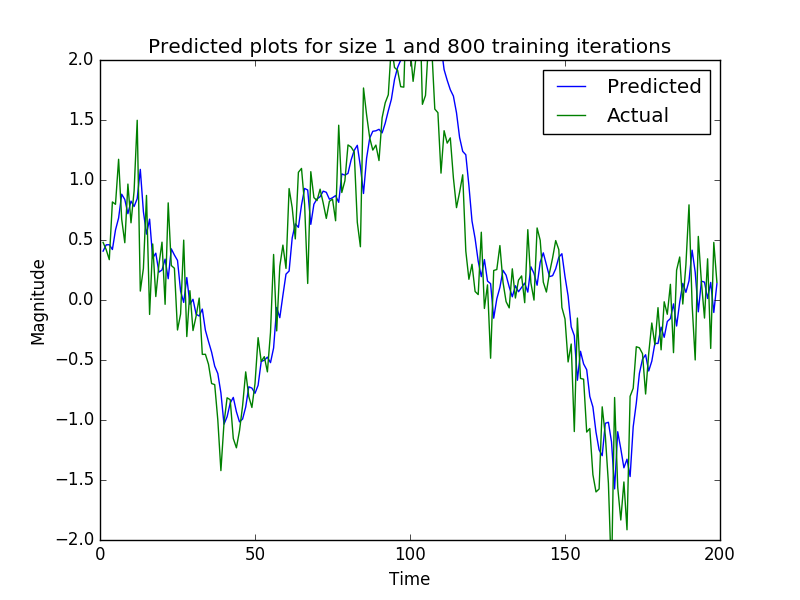 Predicted plots for size 1 and 800 training iterations
Predicted
Actual
2.0
1.5
1.0
0.5
0.0
−0.5
−1.0
−1.5
−2.0
Magnitude
0 50 100 150 200
Time